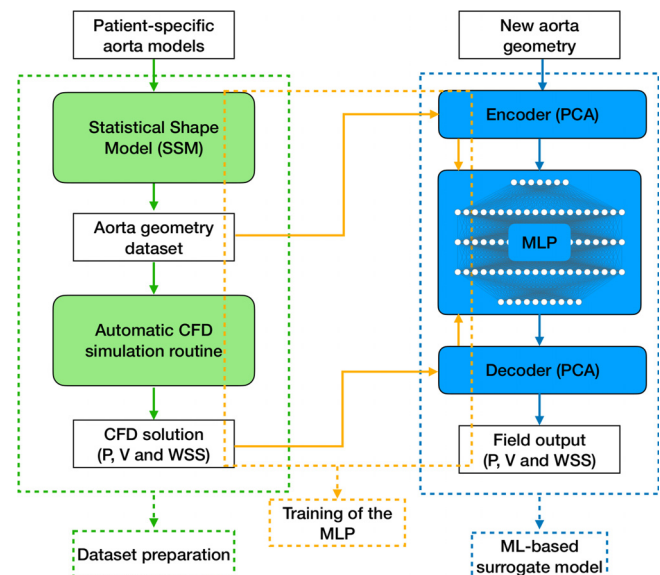 Patient-specific
aorta models
New aorta
geometry
Statistical Shape
Model (SSM)
Encoder (PCA)
Aorta geometry
dataset
MLP
Automatic CFD
simulation routine
Decoder (PCA)
CFD solution
(P, V and WSS)
Field output
(P, V and WSS)
Training of the
MLP
Dataset preparation
ML-based
surrogate model